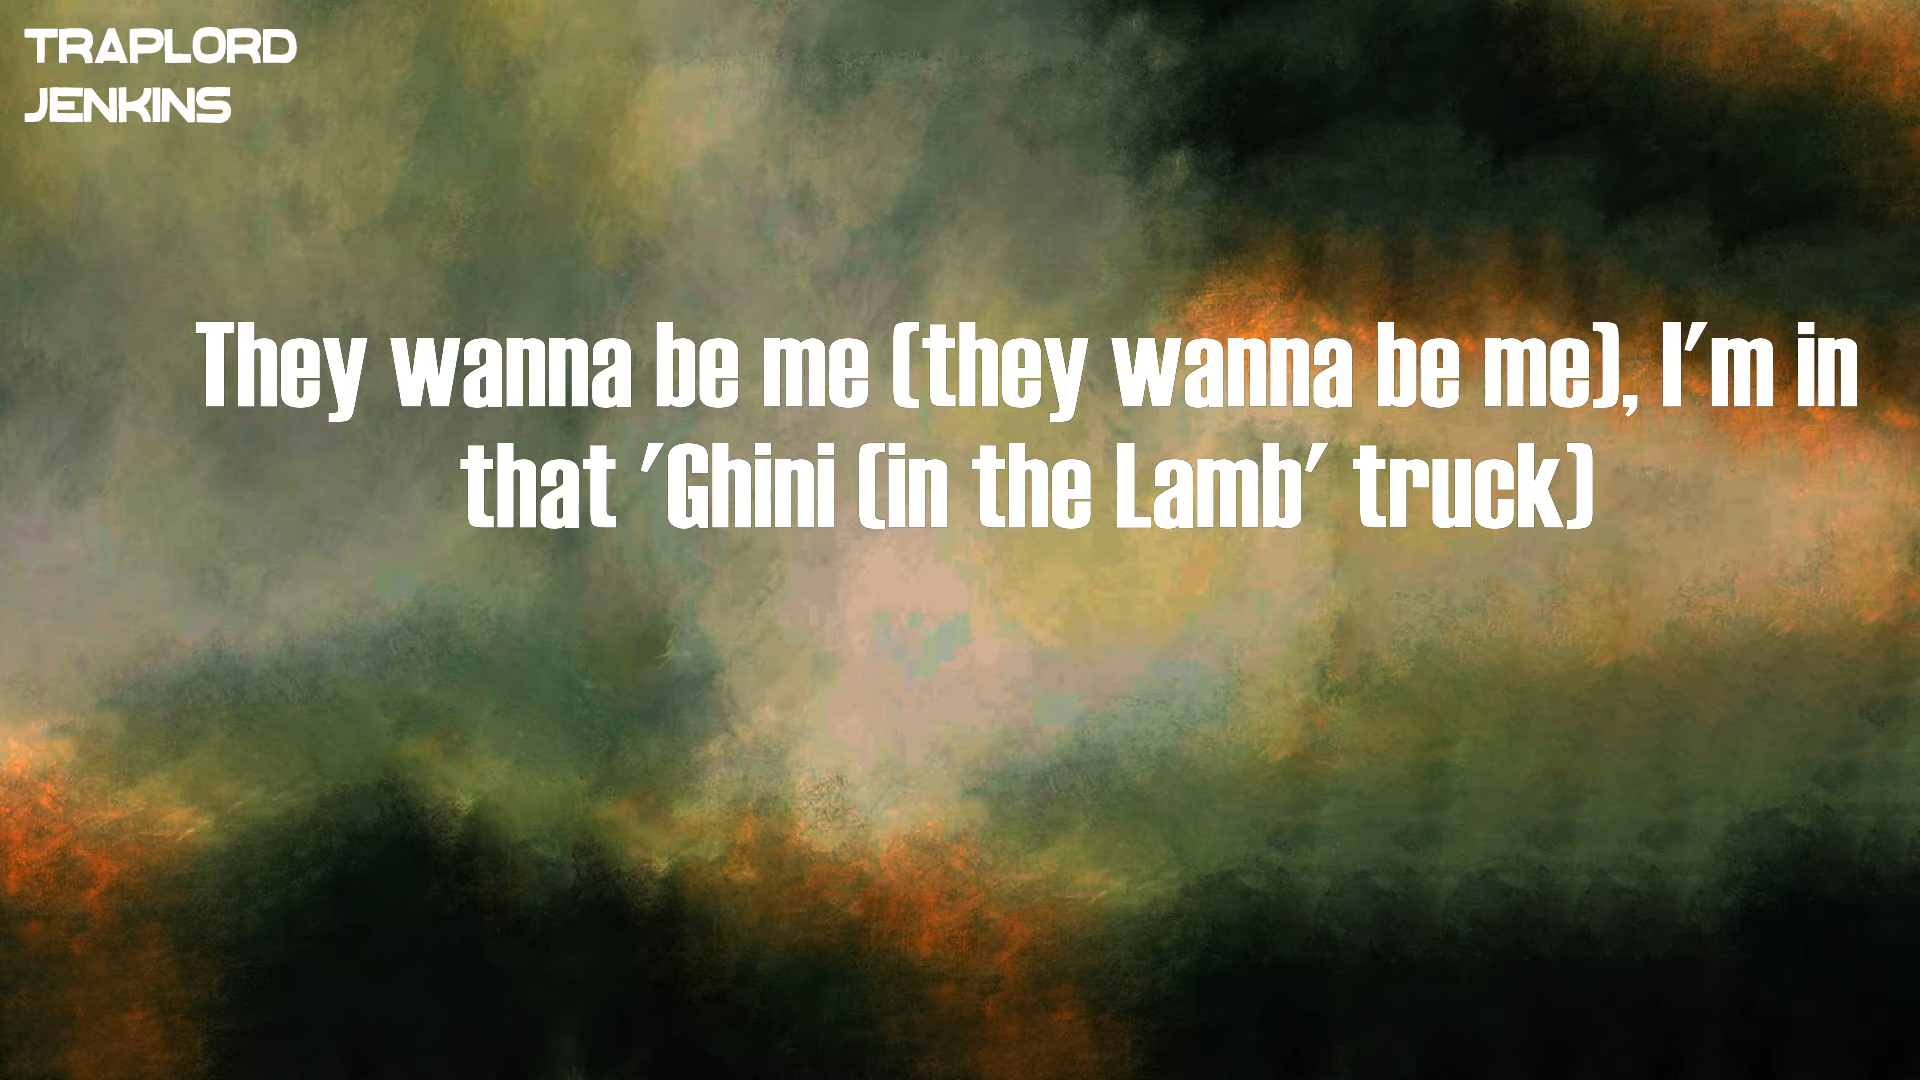 TRAPLORD
JENKINS
They wanna be me (they wanna be me), I'm in
that 'Ghini (in the Lamb' truck)